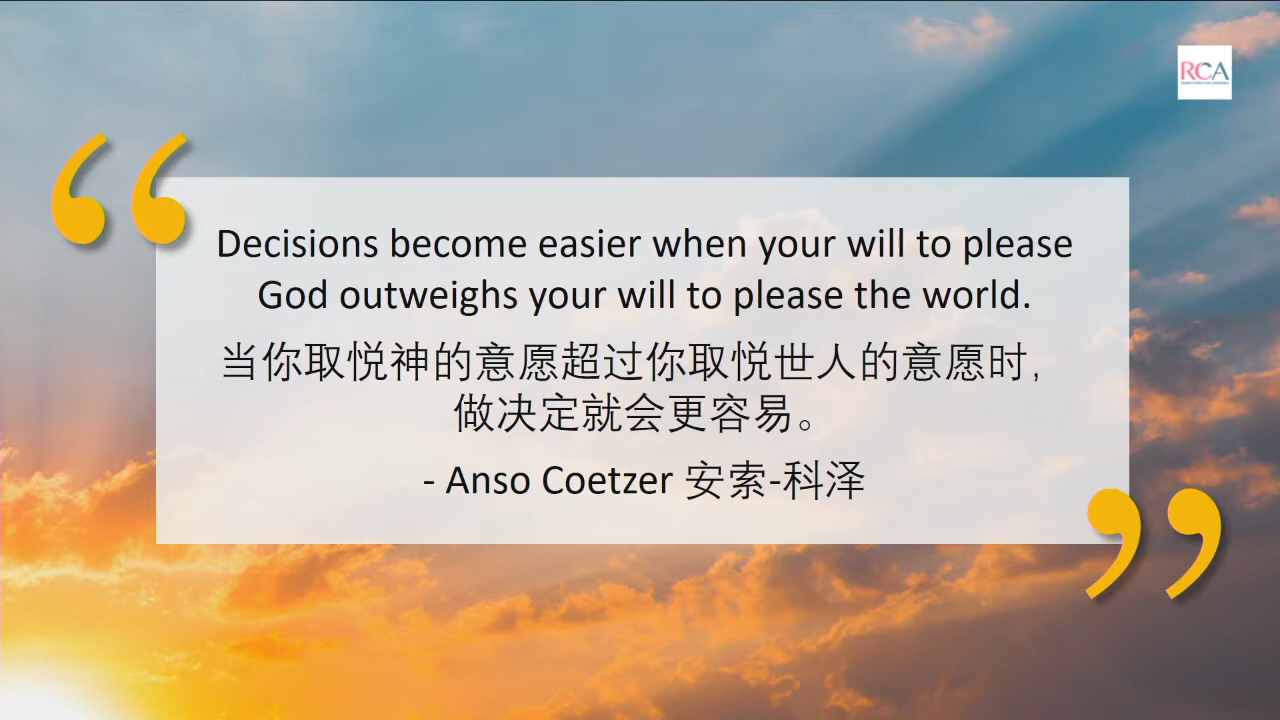 RCA
“
Decisions become easier when your will to please
God outweighs your will to please the world.
当你取悦神的意愿超过你取悦世人的意愿时，
做决定就会更容易。
- Anso Coetzer 安索-科泽
”